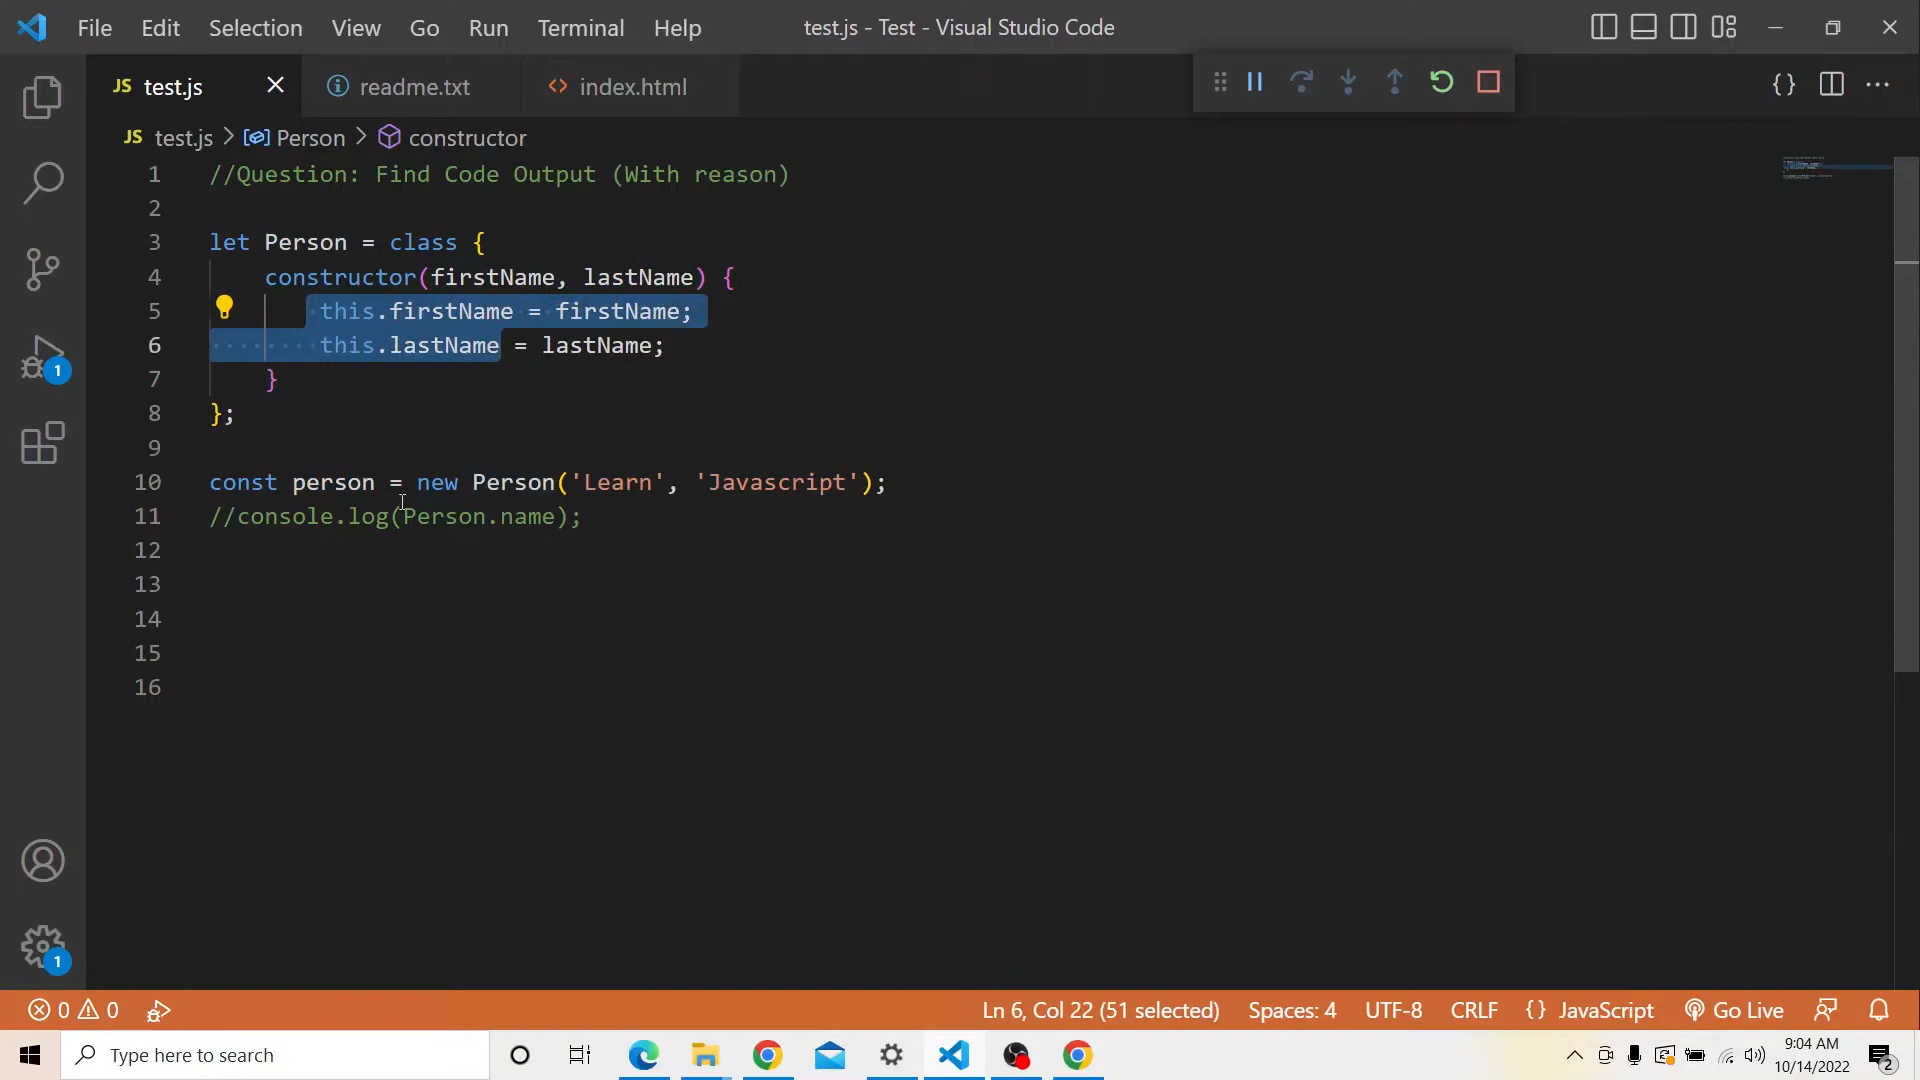 File Edit Selection View Go Run Terminal Help test.js - Test - Visual Studio Code
JS test.js readme.txt index.html
JS test.js > Person > constructor
1 //Question: Find Code Output (With reason)
2
3 let Person = class {
4 constructor(firstName, lastName) {
5 this.firstName = firstName;
6 this.lastName = lastName;
7 }
8 };
9
10 const person = new Person('Learn', 'Javascript');
11 //console.log(Person.name);
12
13
14
15
16
1
1
0 0 Ln 6, Col 22 (51 selected) Spaces: 4 UTF-8 CRLF {} JavaScript Go Live
Type here to search
9:04 AM
10/14/2022
2